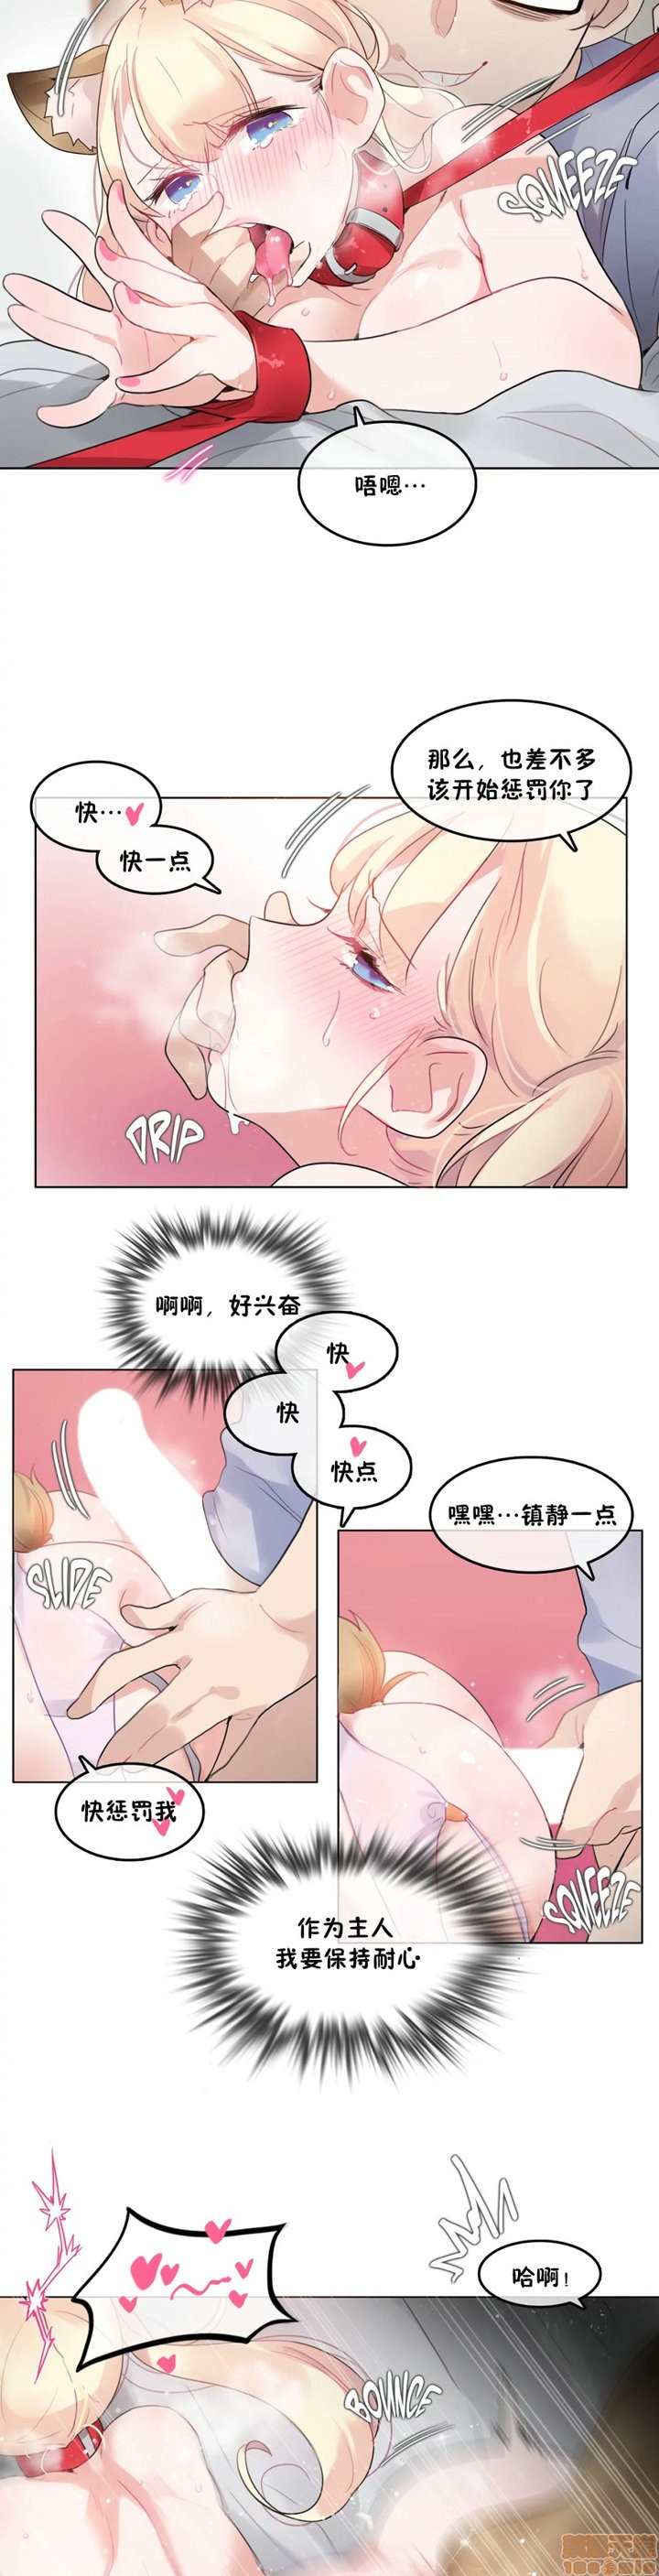 SQUEEZE
唔嗯…
那么，也差不多
该开始惩罚你了
快…
快一点
DRIP
啊啊，好兴奋
快
快
快点
SLIDE
嘿嘿…镇静一点
快惩罚我
SQUEEZE
作为主人
我要保持耐心
哈啊！
BOUNCE